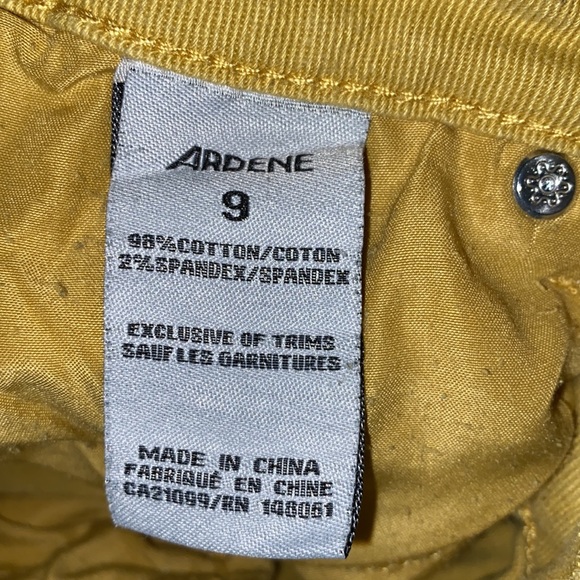 ARDENE
9
98%COTTON/COTON
2%SPANDEX/SPANDEX
EXCLUSIVE OF TRIMS
SAUF LES GARNITURES
MADE IN CHINA
FABRIQUÉ EN CHINE
CA21099/RN 148061